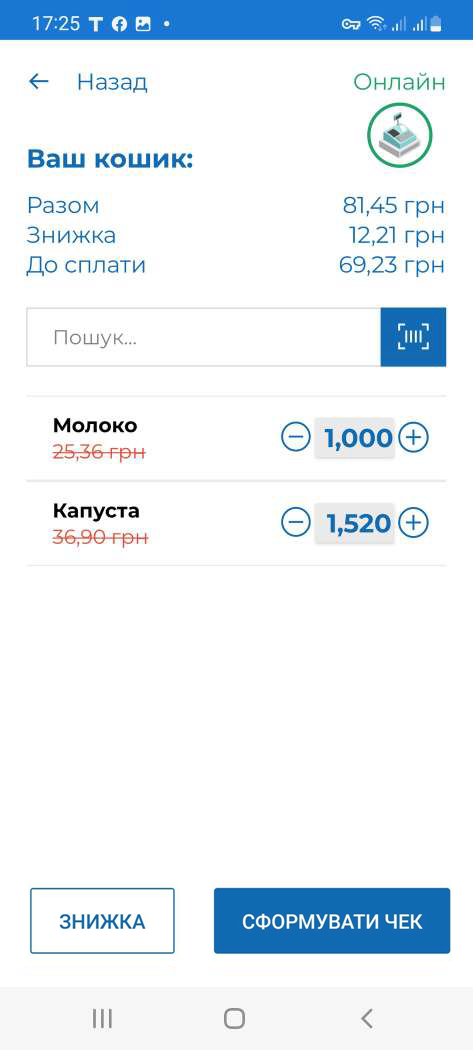 17:25
← Назад
Онлайн
Ваш кошик:
Разом 81,45 грн
Знижка 12,21 грн
До сплати 69,23 грн
Пошук...
Молоко
25,36 грн
1,000
Капуста
36,90 грн
1,520
ЗНИЖКА
СФОРМУВАТИ ЧЕК